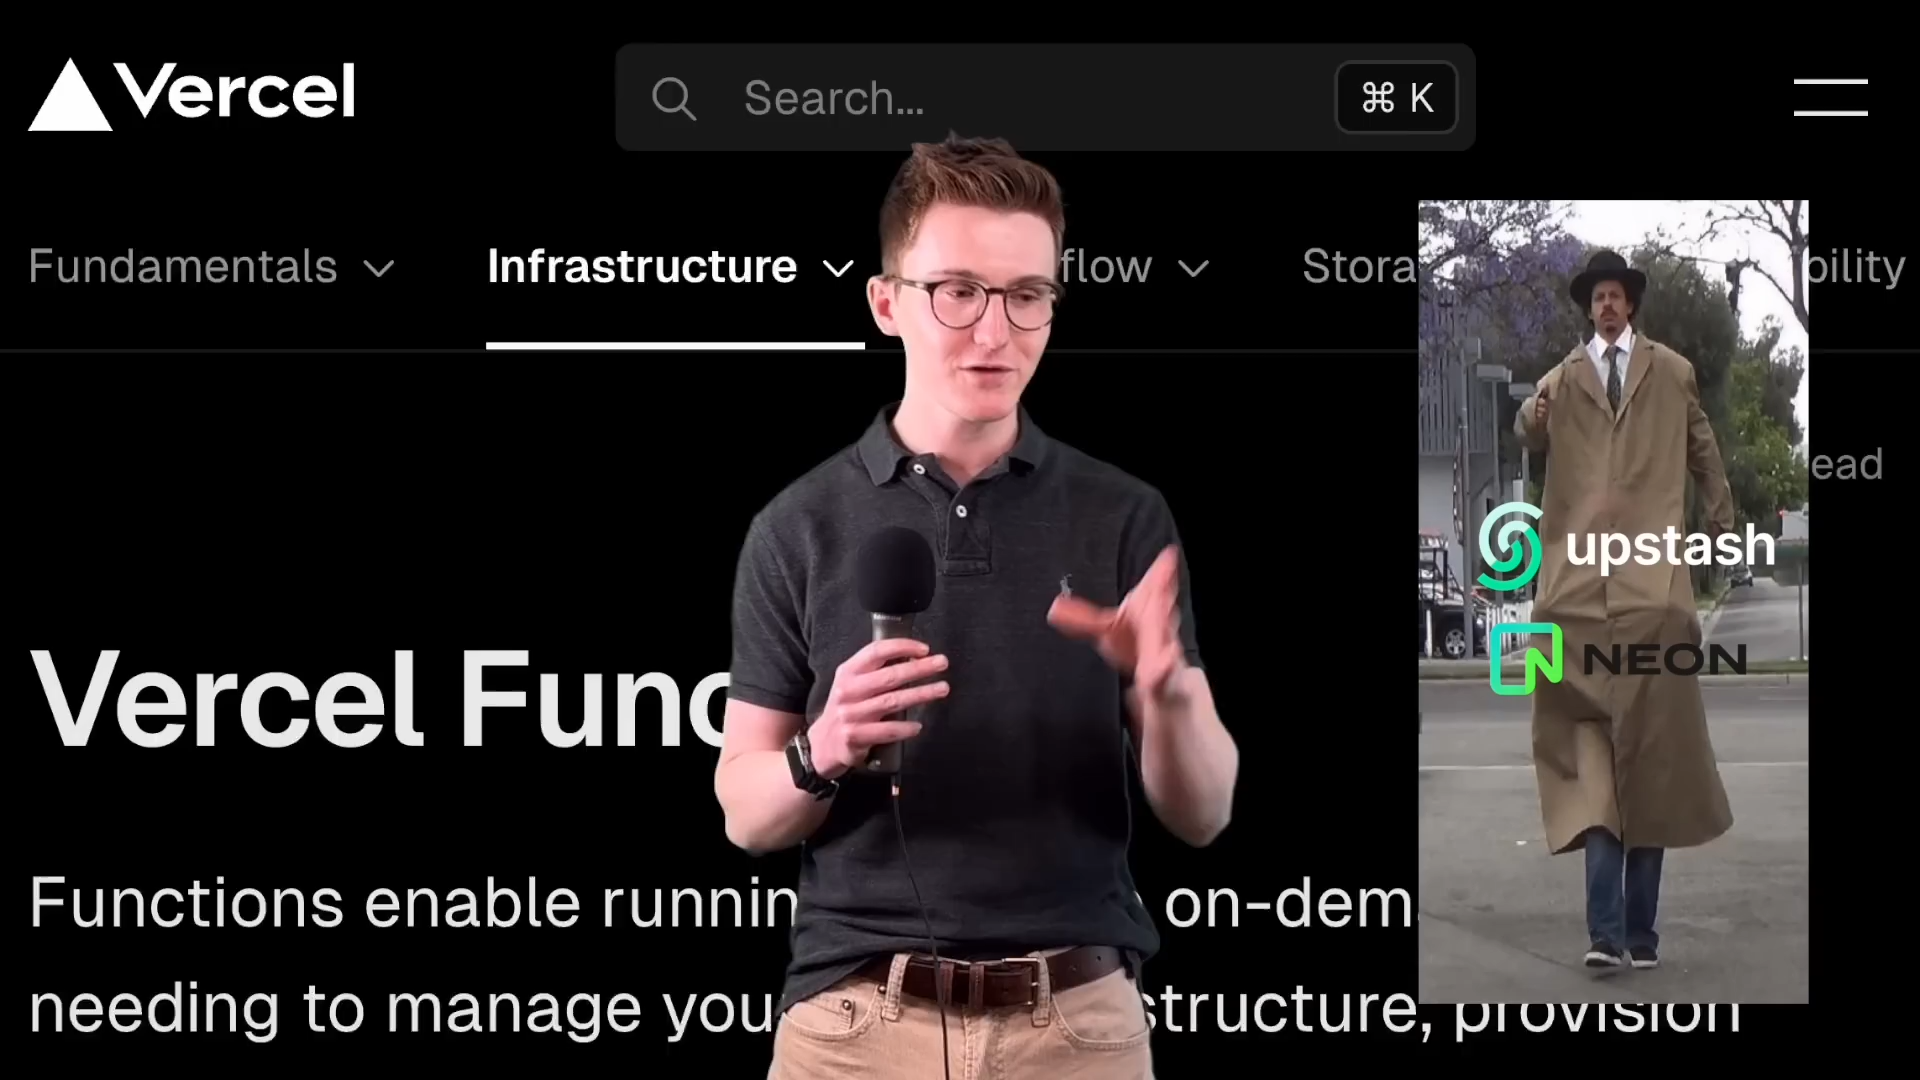 Vercel
Search...
⌘ K
Fundamentals
Infrastructure
flow
Stora
bility
ead
upstash
NEON
Vercel Func
Functions enable runnin on-dem
needing to manage you structure, provision